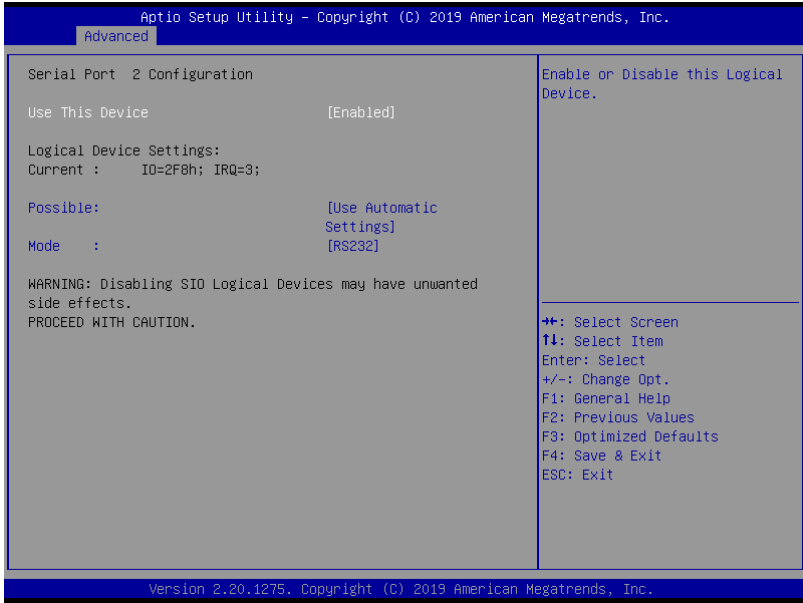 Aptio Setup Utility – Copyright (C) 2019 American Megatrends, Inc.
Advanced
Serial Port  2 Configuration
Use This Device [Enabled]
Logical Device Settings:
Current :  IO=2F8h; IRQ=3;
Possible: [Use Automatic
Settings]
Mode : [RS232]
WARNING: Disabling SIO Logical Devices may have unwanted
side effects.
PROCEED WITH CAUTION.
Enable or Disable this Logical
Device.
→←: Select Screen
↑↓: Select Item
Enter: Select
+/-: Change Opt.
F1: General Help
F2: Previous Values
F3: Optimized Defaults
F4: Save & Exit
ESC: Exit
Version 2.20.1275. Copyright (C) 2019 American Megatrends, Inc.